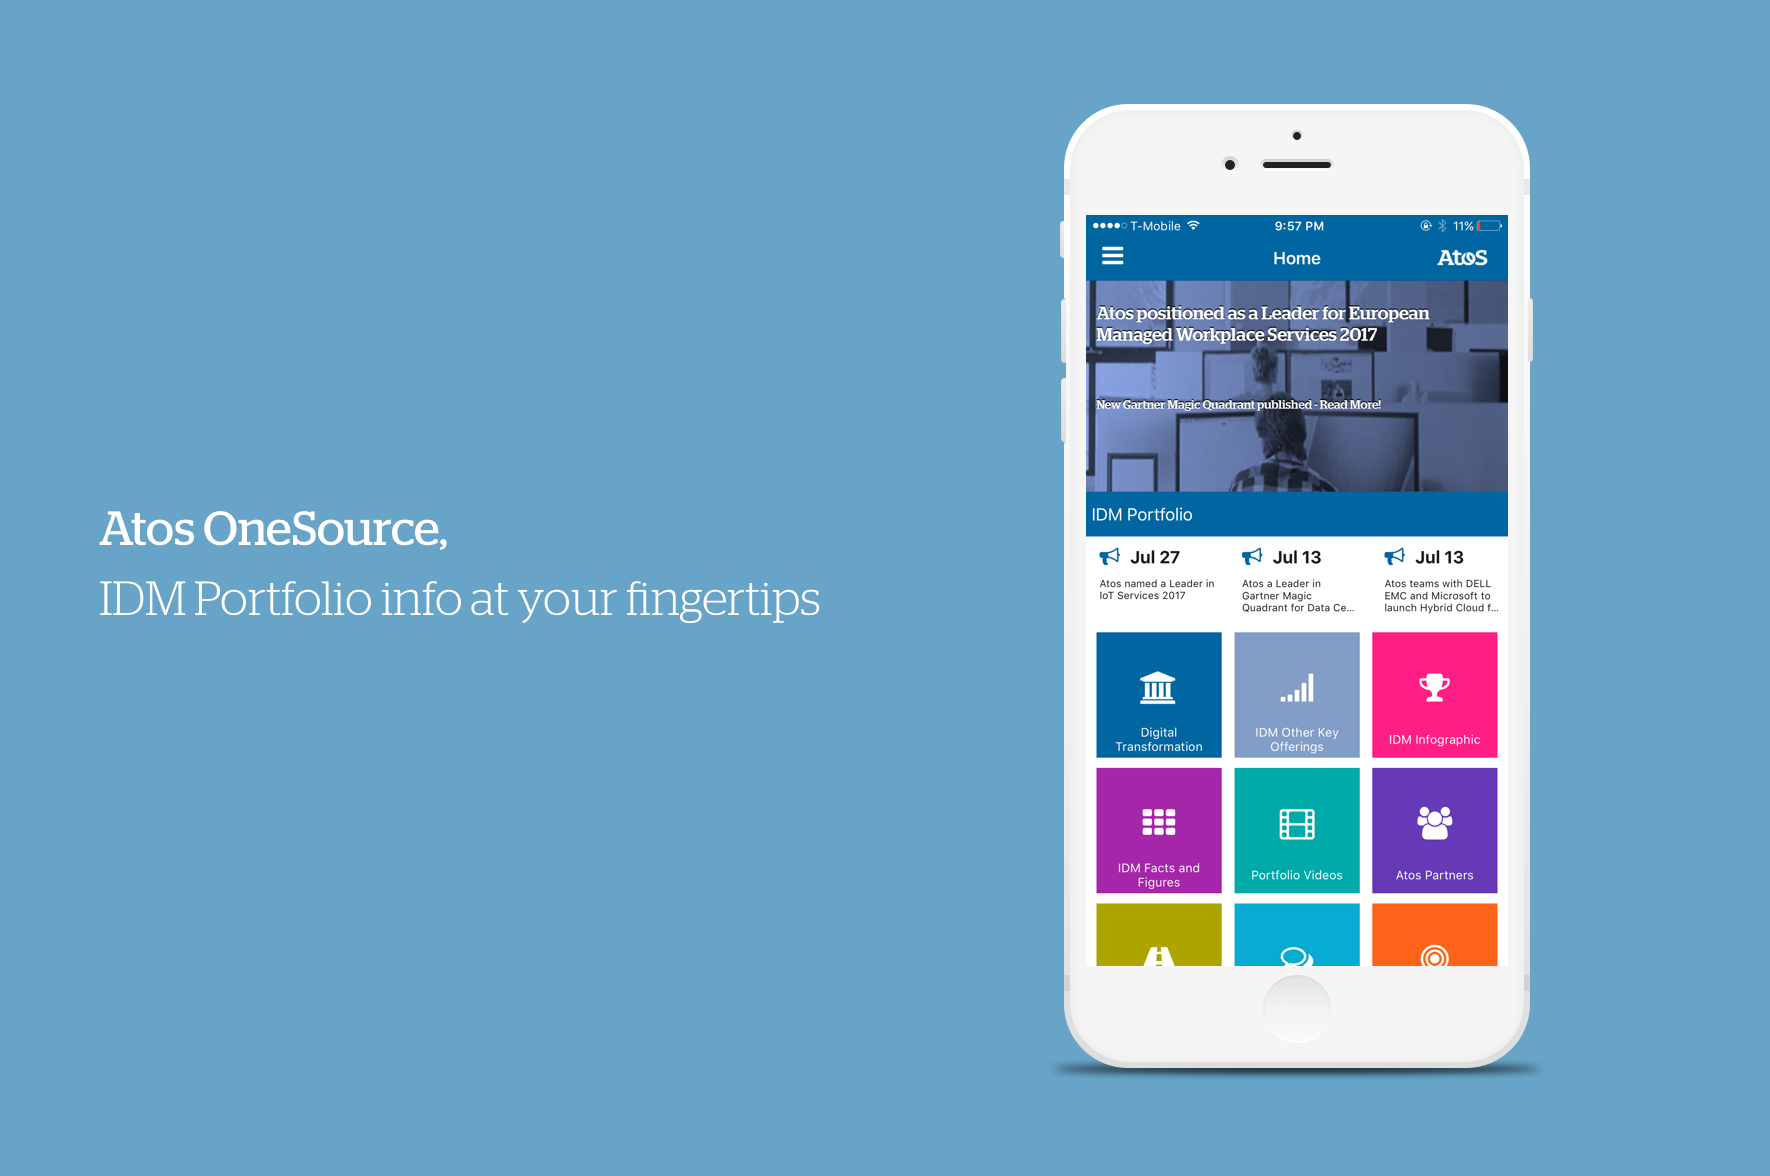 Atos OneSource,
IDM Portfolio info at your fingertips
T-Mobile
9:57 PM
11%
Home
Atos
Atos positioned as a Leader for European
Managed Workplace Services 2017
New Gartner Magic Quadrant published - Read More!
IDM Portfolio
Jul 27
Atos named a Leader in
IoT Services 2017
Jul 13
Atos a Leader in
Gartner Magic
Quadrant for Data Ce...
Jul 13
Atos teams with DELL
EMC and Microsoft to
launch Hybrid Cloud f...
Digital
Transformation
IDM Other Key
Offerings
IDM Infographic
IDM Facts and
Figures
Portfolio Videos
Atos Partners